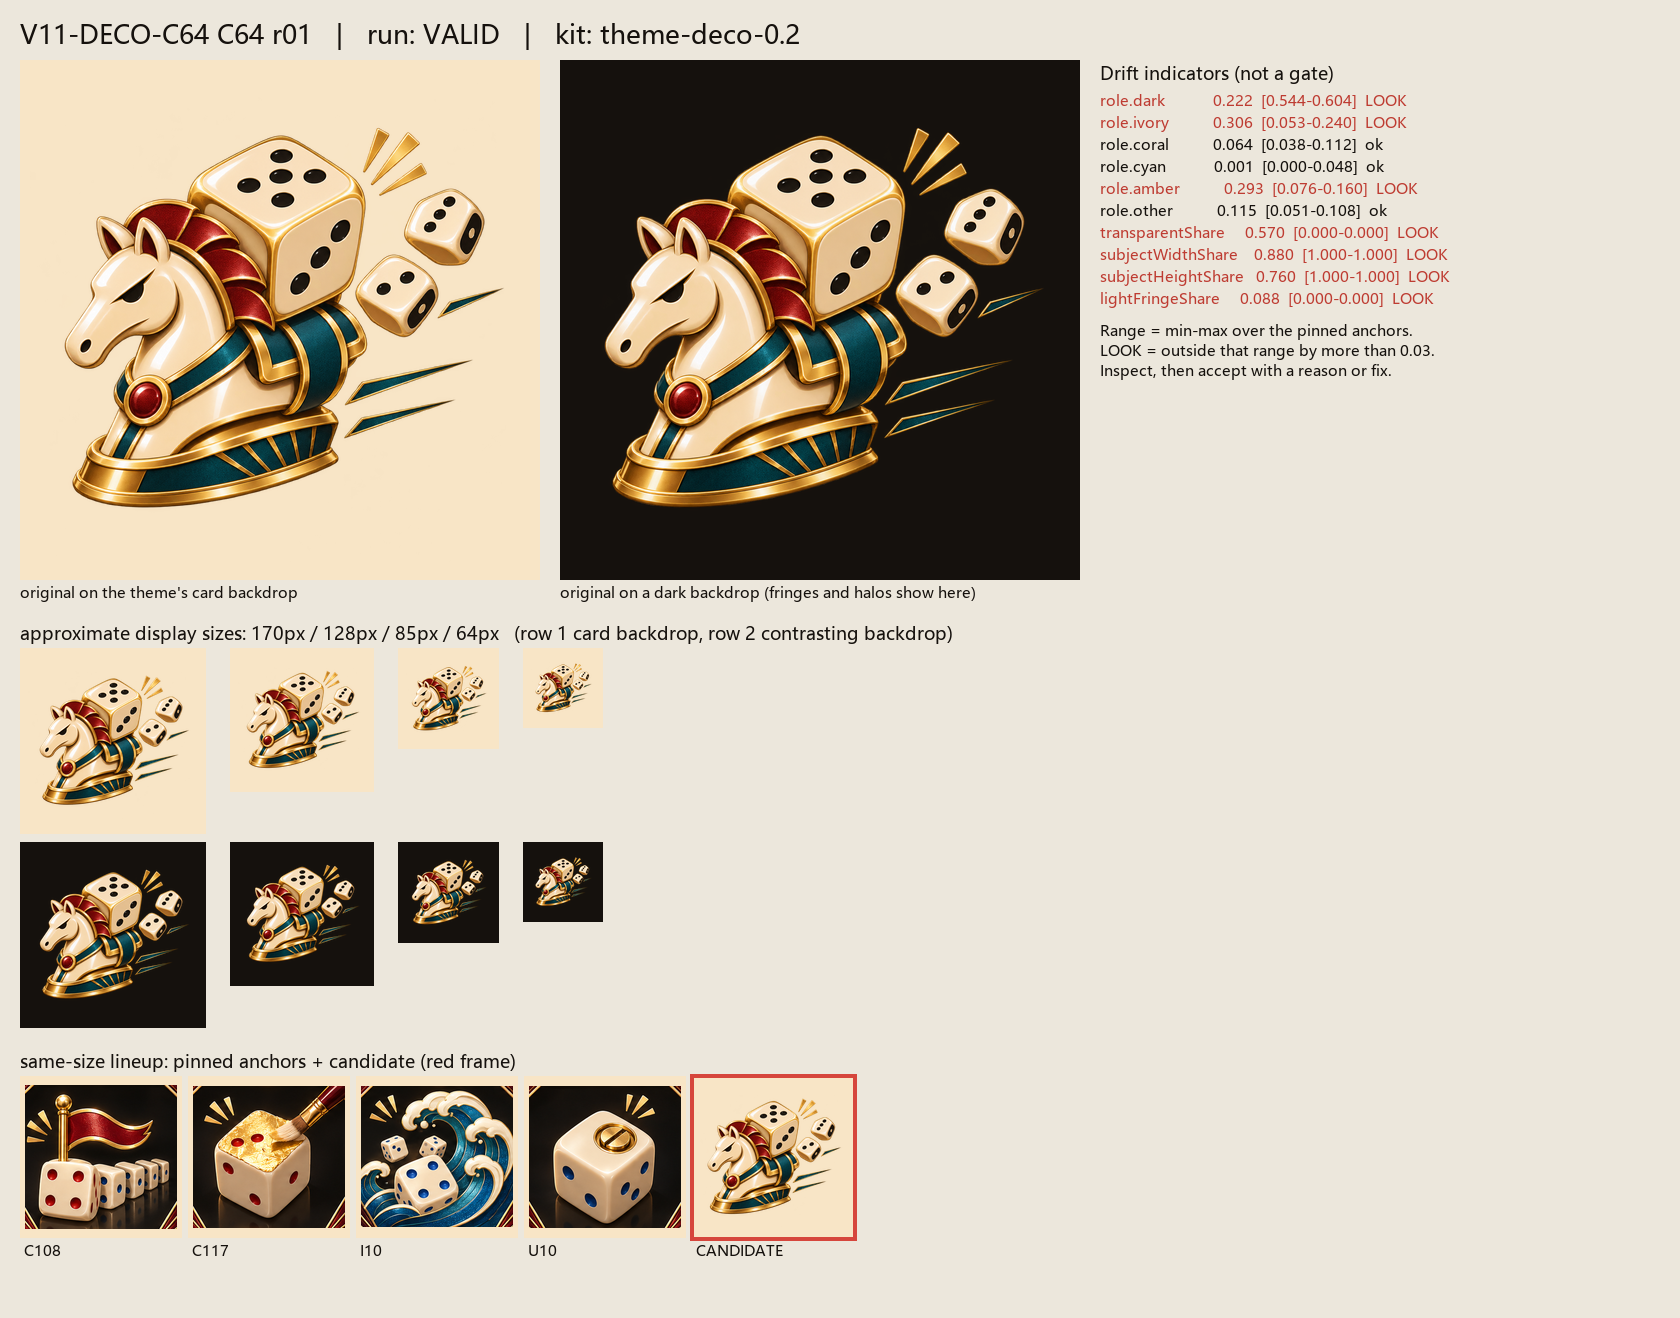 V11-DECO-C64 C64 r01 | run: VALID | kit: theme-deco-0.2
Drift indicators (not a gate)
role.dark 0.222 [0.544-0.604] LOOK
role.ivory 0.306 [0.053-0.240] LOOK
role.coral 0.064 [0.038-0.112] ok
role.cyan 0.001 [0.000-0.048] ok
role.amber 0.293 [0.076-0.160] LOOK
role.other 0.115 [0.051-0.108] ok
transparentShare 0.570 [0.000-0.000] LOOK
subjectWidthShare 0.880 [1.000-1.000] LOOK
subjectHeightShare 0.760 [1.000-1.000] LOOK
lightFringeShare 0.088 [0.000-0.000] LOOK
Range = min-max over the pinned anchors.
LOOK = outside that range by more than 0.03.
Inspect, then accept with a reason or fix.
original on the theme's card backdrop
original on a dark backdrop (fringes and halos show here)
approximate display sizes: 170px / 128px / 85px / 64px (row 1 card backdrop, row 2 contrasting backdrop)
same-size lineup: pinned anchors + candidate (red frame)
C108
C117
I10
U10
CANDIDATE